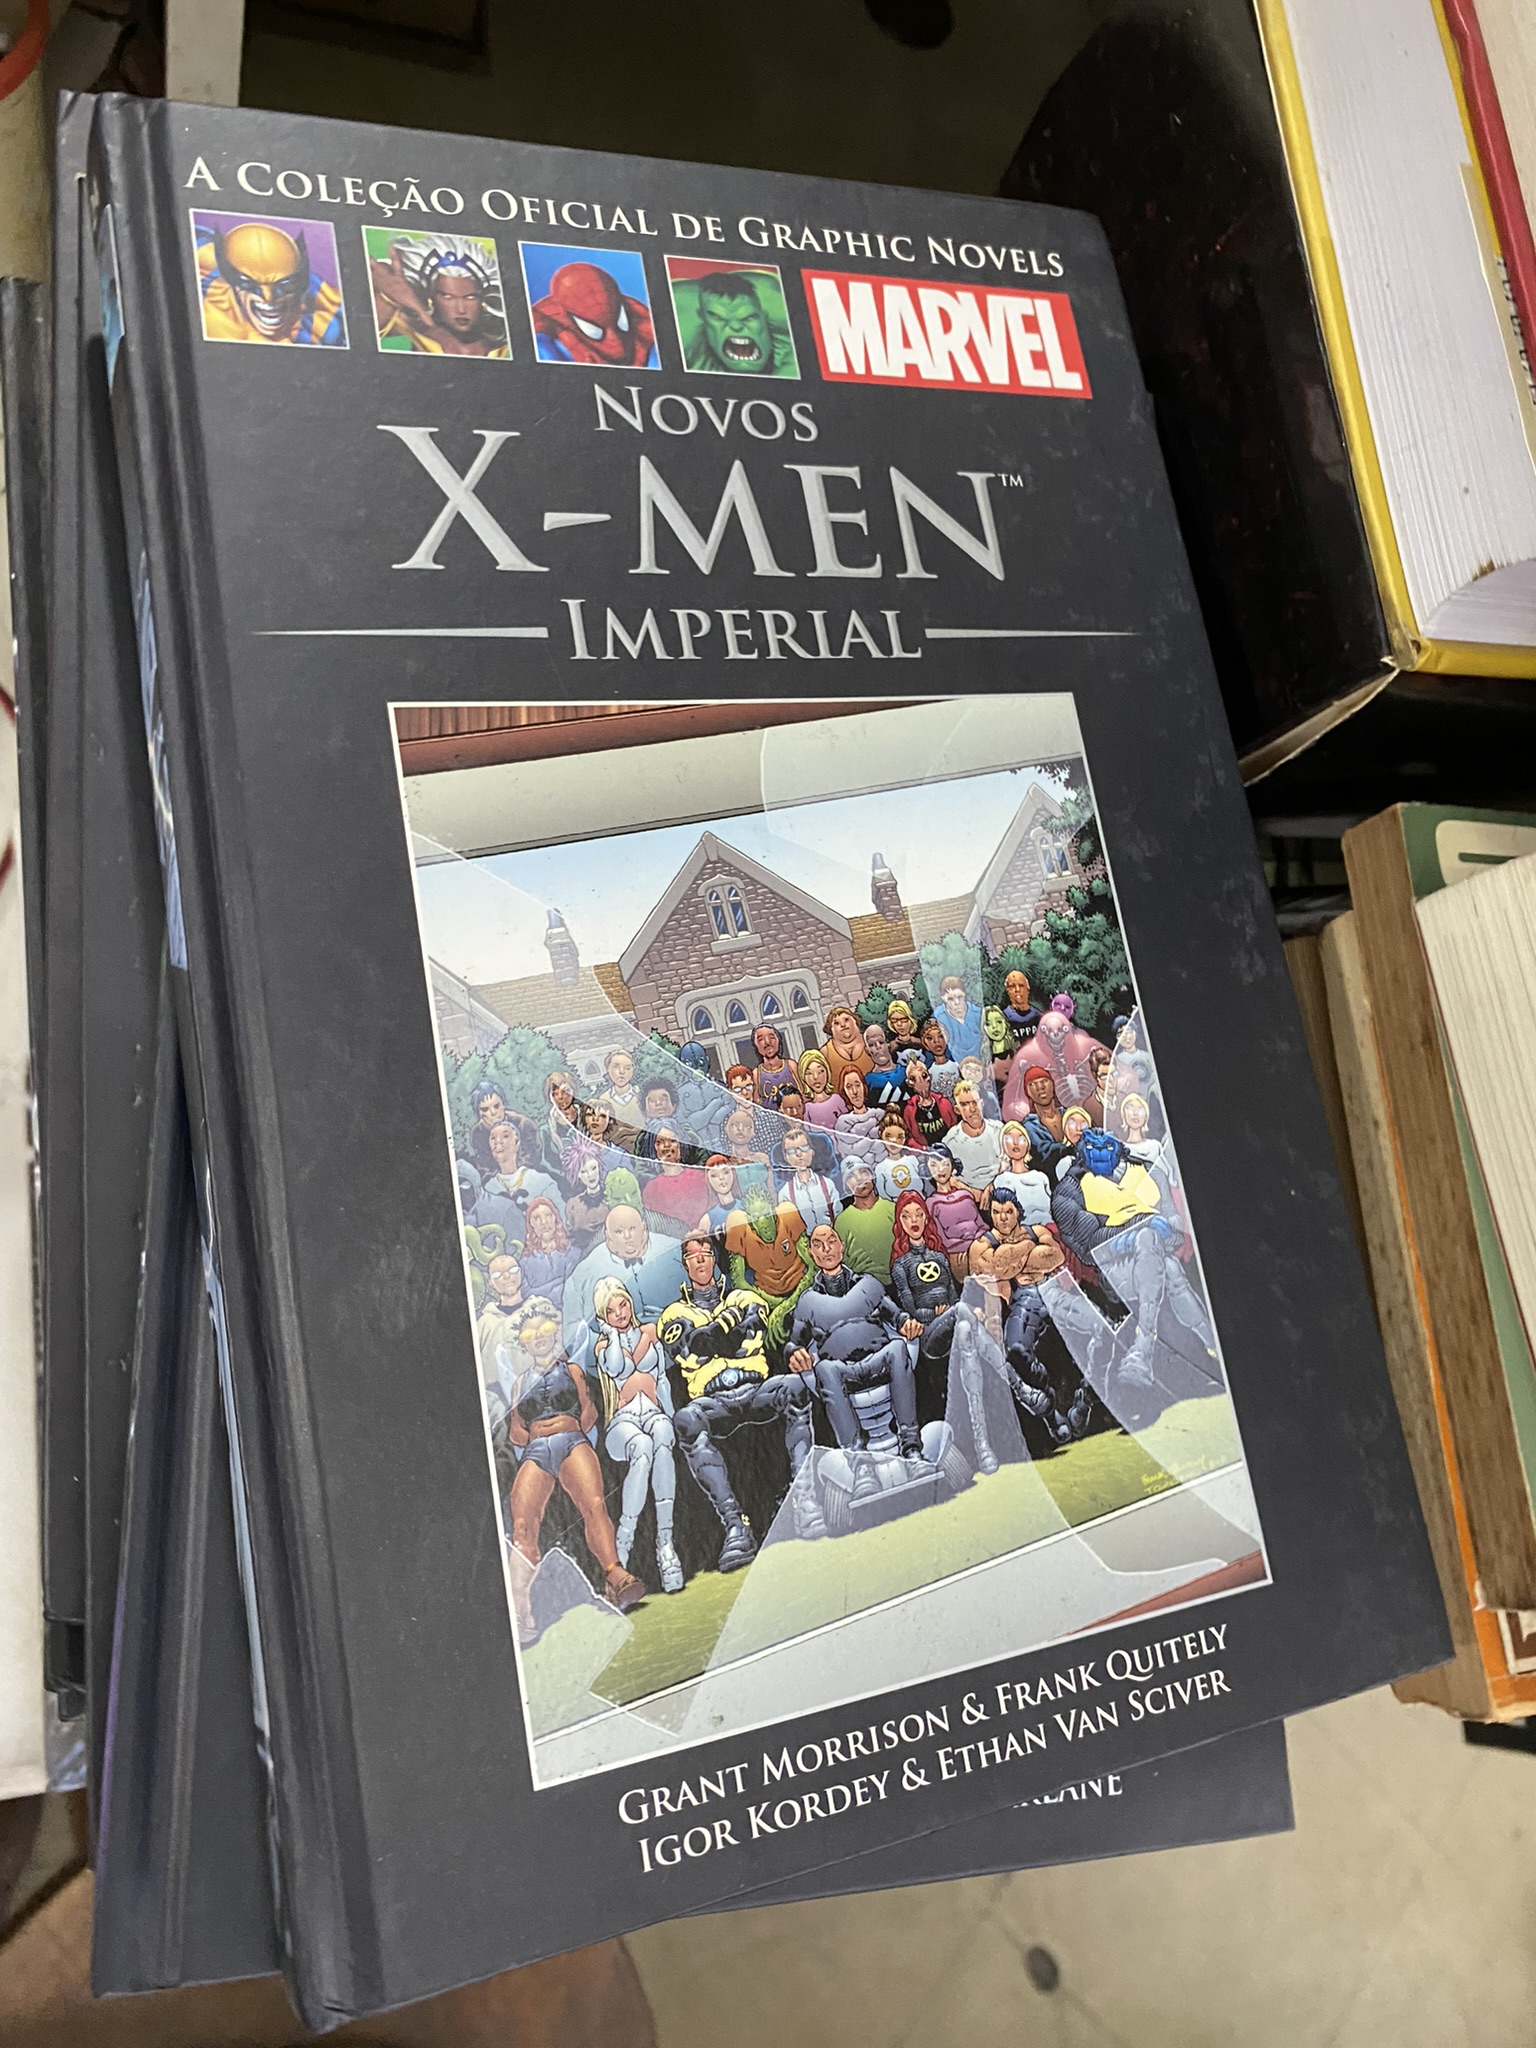 A COLEÇÃO OFICIAL DE GRAPHIC NOVELS
MARVEL
NOVOS
X-MEN™
IMPERIAL
GRANT MORRISON & FRANK QUITELY
IGOR KORDEY & ETHAN VAN SCIVER